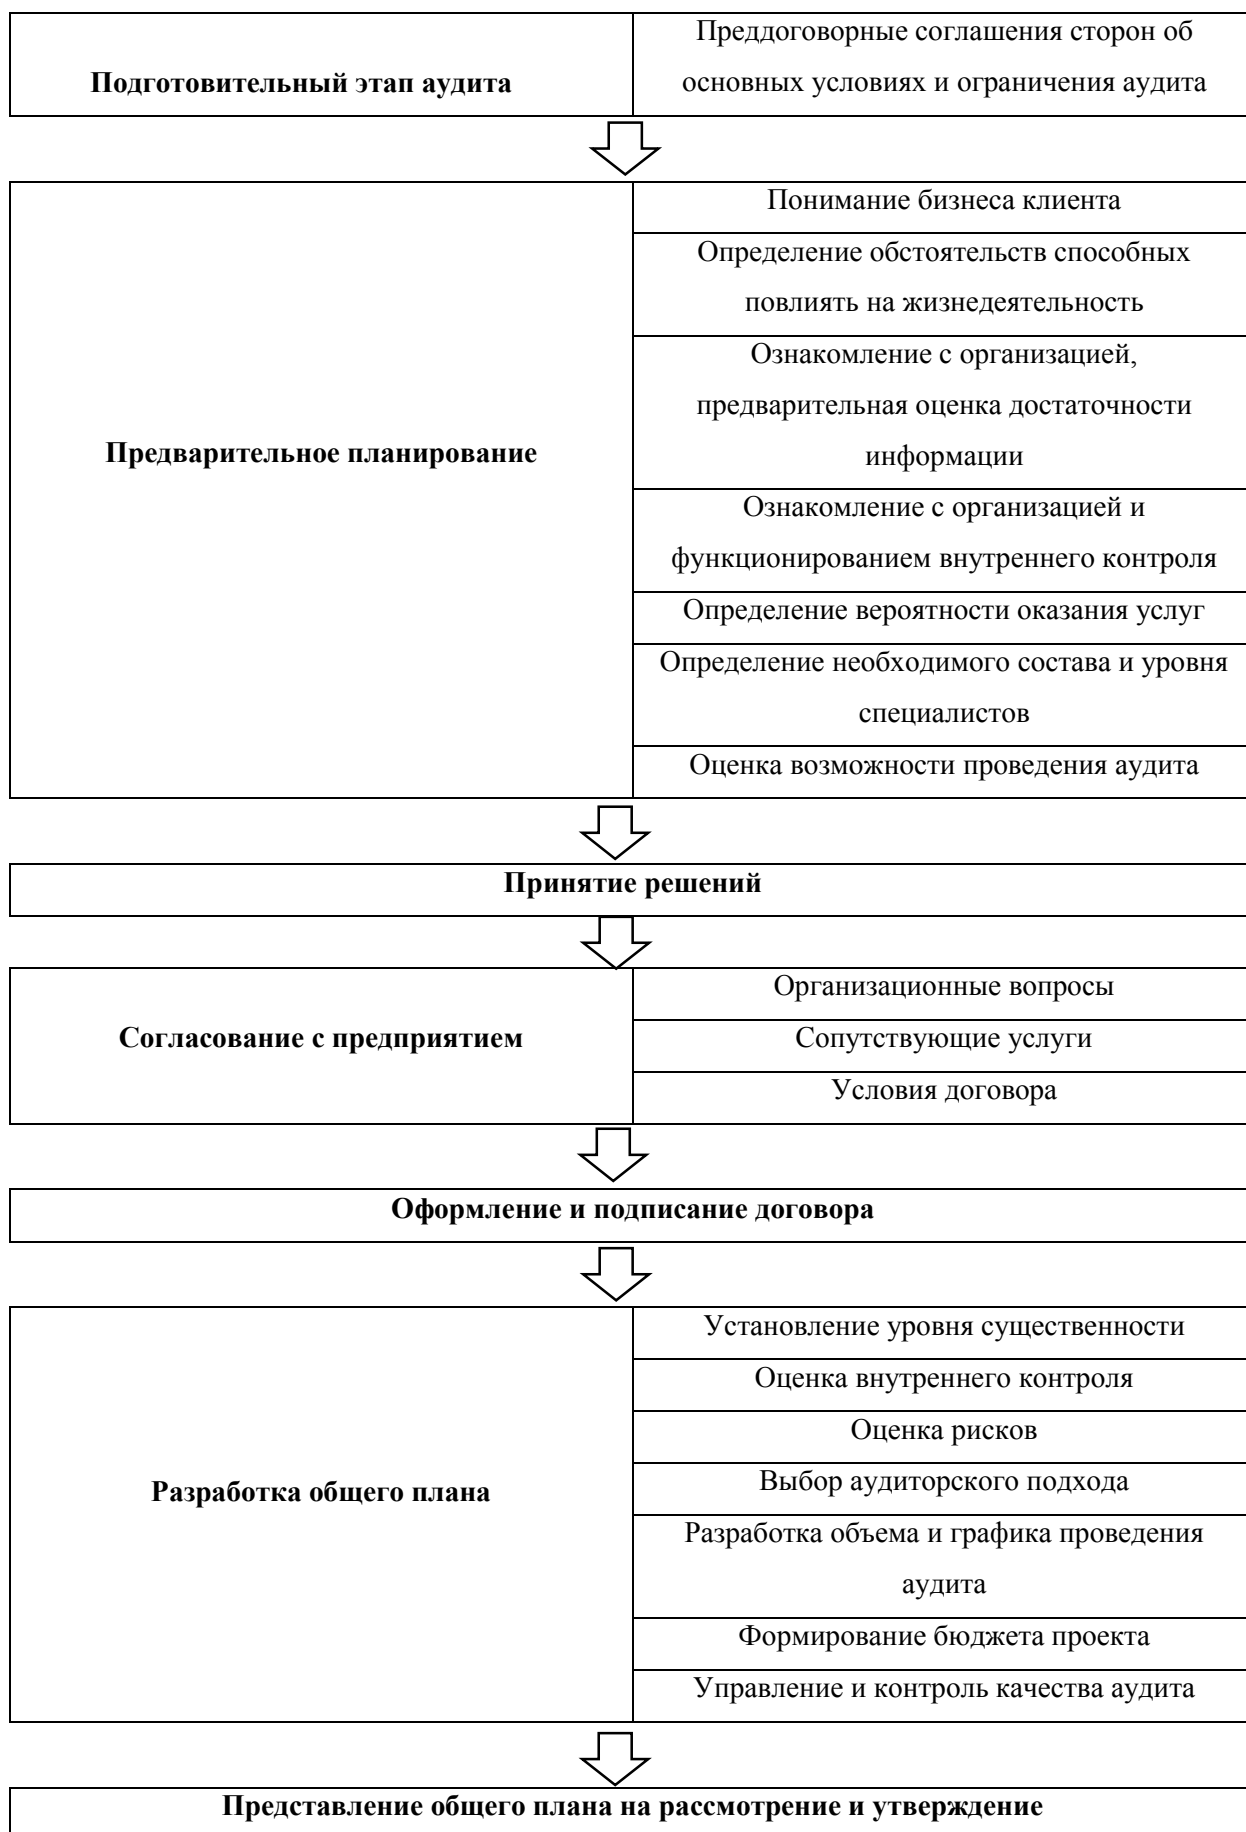 Подготовительный этап аудита
Преддоговорные соглашения сторон об
основных условиях и ограничения аудита
Предварительное планирование
Понимание бизнеса клиента
Определение обстоятельств способных
повлиять на жизнедеятельность
Ознакомление с организацией,
предварительная оценка достаточности
информации
Ознакомление с организацией и
функционированием внутреннего контроля
Определение вероятности оказания услуг
Определение необходимого состава и уровня
специалистов
Оценка возможности проведения аудита
Принятие решений
Согласование с предприятием
Организационные вопросы
Сопутствующие услуги
Условия договора
Оформление и подписание договора
Разработка общего плана
Установление уровня существенности
Оценка внутреннего контроля
Оценка рисков
Выбор аудиторского подхода
Разработка объема и графика проведения
аудита
Формирование бюджета проекта
Управление и контроль качества аудита
Представление общего плана на рассмотрение и утверждение